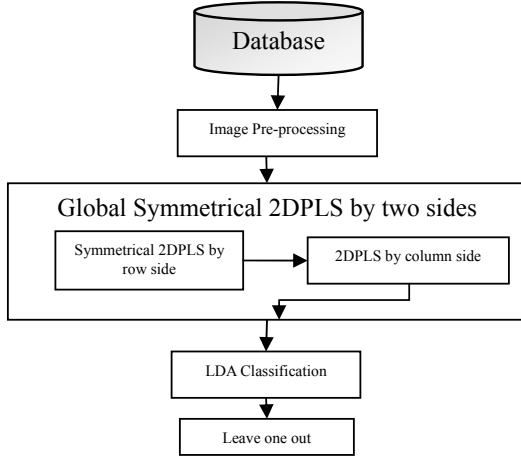 Database
Image Pre-processing
Global Symmetrical 2DPLS by two sides
Symmetrical 2DPLS by
row side
2DPLS by column side
LDA Classification
Leave one out